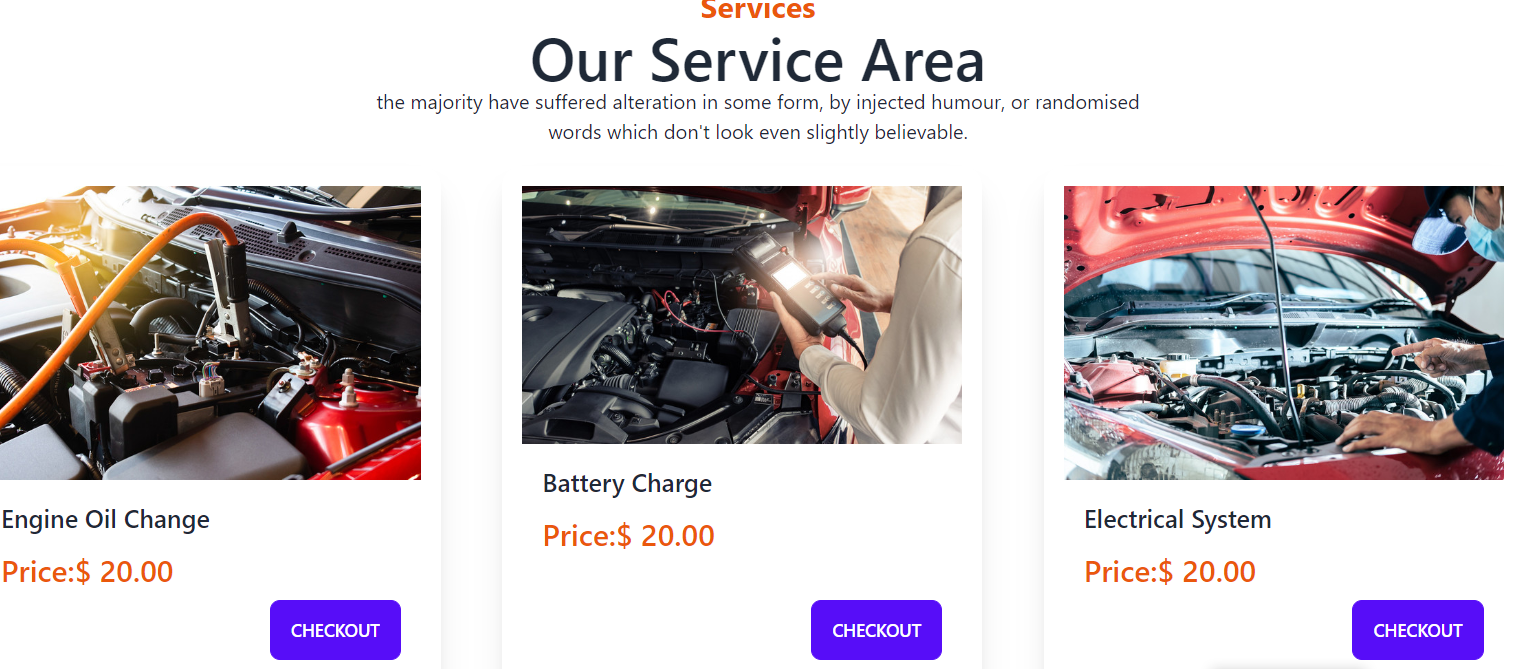 Services
Our Service Area
the majority have suffered alteration in some form, by injected humour, or randomised
words which don't look even slightly believable.
Engine Oil Change
Price:$ 20.00
CHECKOUT
Battery Charge
Price:$ 20.00
CHECKOUT
Electrical System
Price:$ 20.00
CHECKOUT